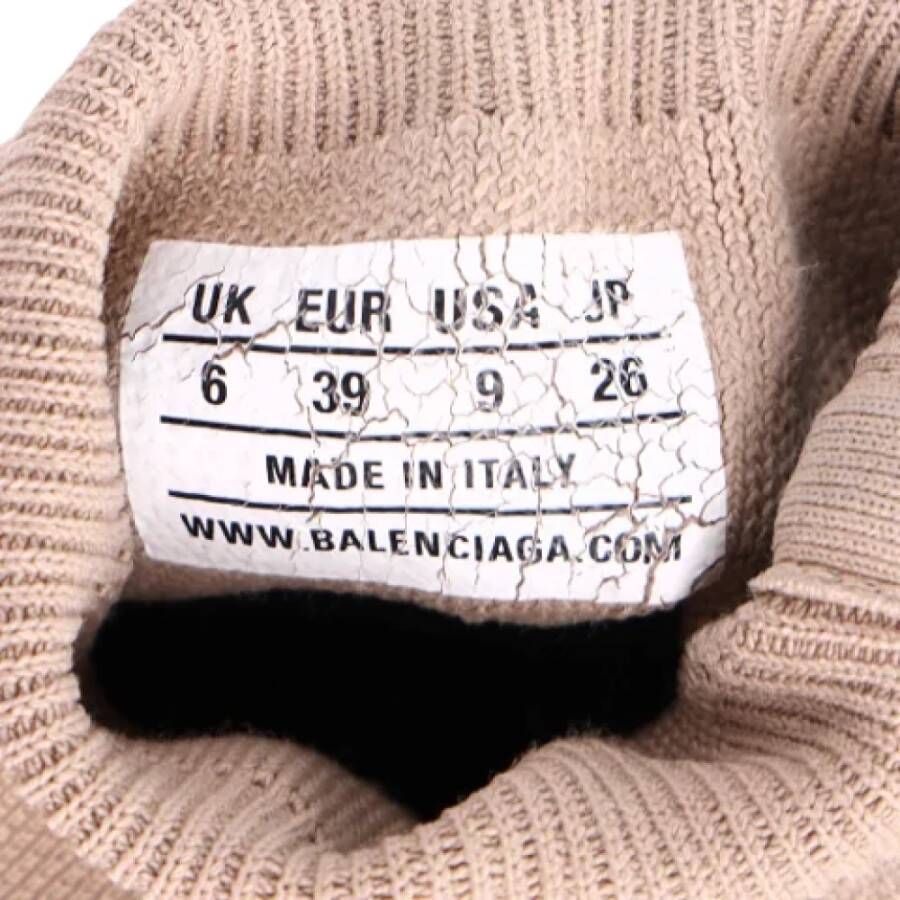 UK EUR USA JP
6 39 9 26
MADE IN ITALY
WWW.BALENCIAGA.COM